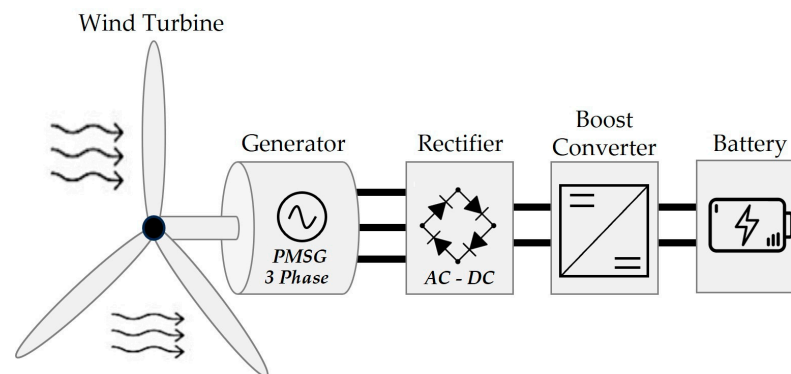 Wind Turbine
Generator
Rectifier
Boost
Converter
Battery
PMSG
3 Phase
AC - DC